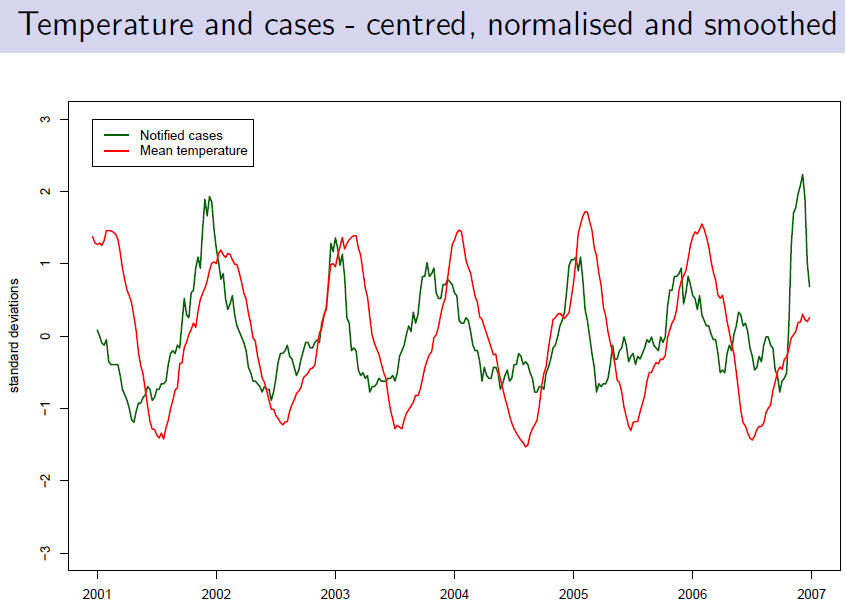 Temperature and cases - centred, normalised and smoothed
Notified cases
Mean temperature
standard deviations
3
2
1
0
−1
−2
−3
2001 2002 2003 2004 2005 2006 2007